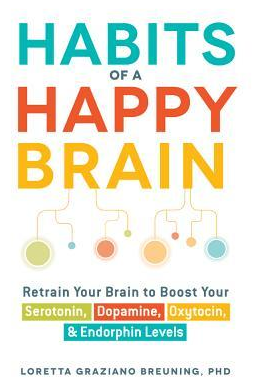 HABITS
OF A
HAPPY
BRAIN
Retrain Your Brain to Boost Your
Serotonin, Dopamine, Oxytocin,
& Endorphin Levels
LORETTA GRAZIANO BREUNING, PHD